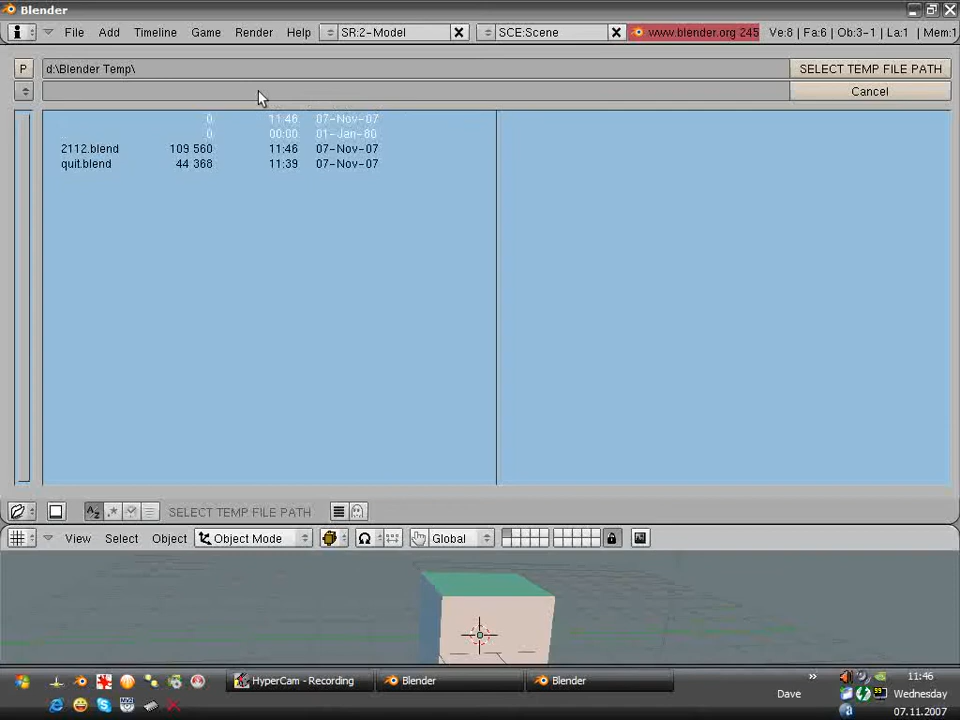 Blender
File Add Timeline Game Render Help SR:2-Model SCE:Scene www.blender.org 245 Ve:8 | Fa:6 | Ob:3-1 | La:1 | Mem:1
P d:\Blender Temp\ SELECT TEMP FILE PATH
Cancel
0 11:46 07-Nov-07
0 00:00 01-Jan-80
2112.blend 109 560 11:46 07-Nov-07
quit.blend 44 368 11:39 07-Nov-07
SELECT TEMP FILE PATH
View Select Object Object Mode Global
HyperCam - Recording Blender Blender » 11:46
Dave Wednesday
07.11.2007